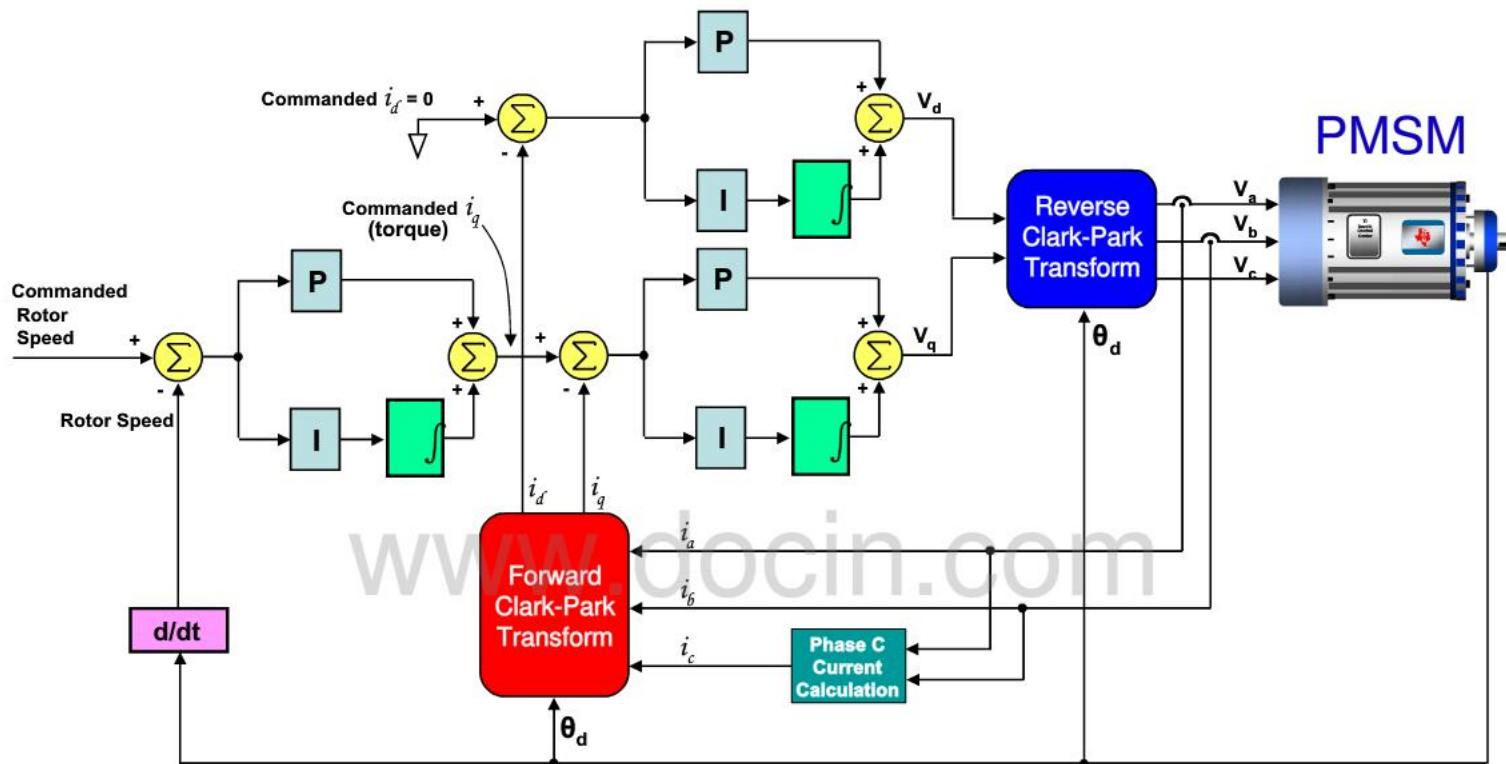 P
Commanded i_d = 0
+
Σ
-
+
Σ
+
V_d
PMSM
I
∫
Commanded i_q
(torque)
Reverse
Clark-Park
Transform
V_a
V_b
V_c
Commanded
Rotor
Speed
+
Σ
-
P
+
Σ
+
+
Σ
-
P
+
Σ
+
V_q
θ_d
Rotor Speed
I
∫
I
∫
i_d
i_q
www.docin.com
Forward
Clark-Park
Transform
i_a
i_b
i_c
Phase C
Current
Calculation
d/dt
θ_d